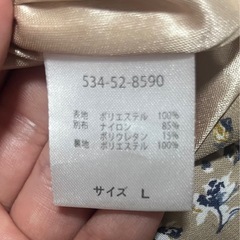 534-52-8590
表地 ポリエステル 100%
別布 ナイロン 85%
ポリウレタン 15%
裏地 ポリエステル 100%
サイズ L